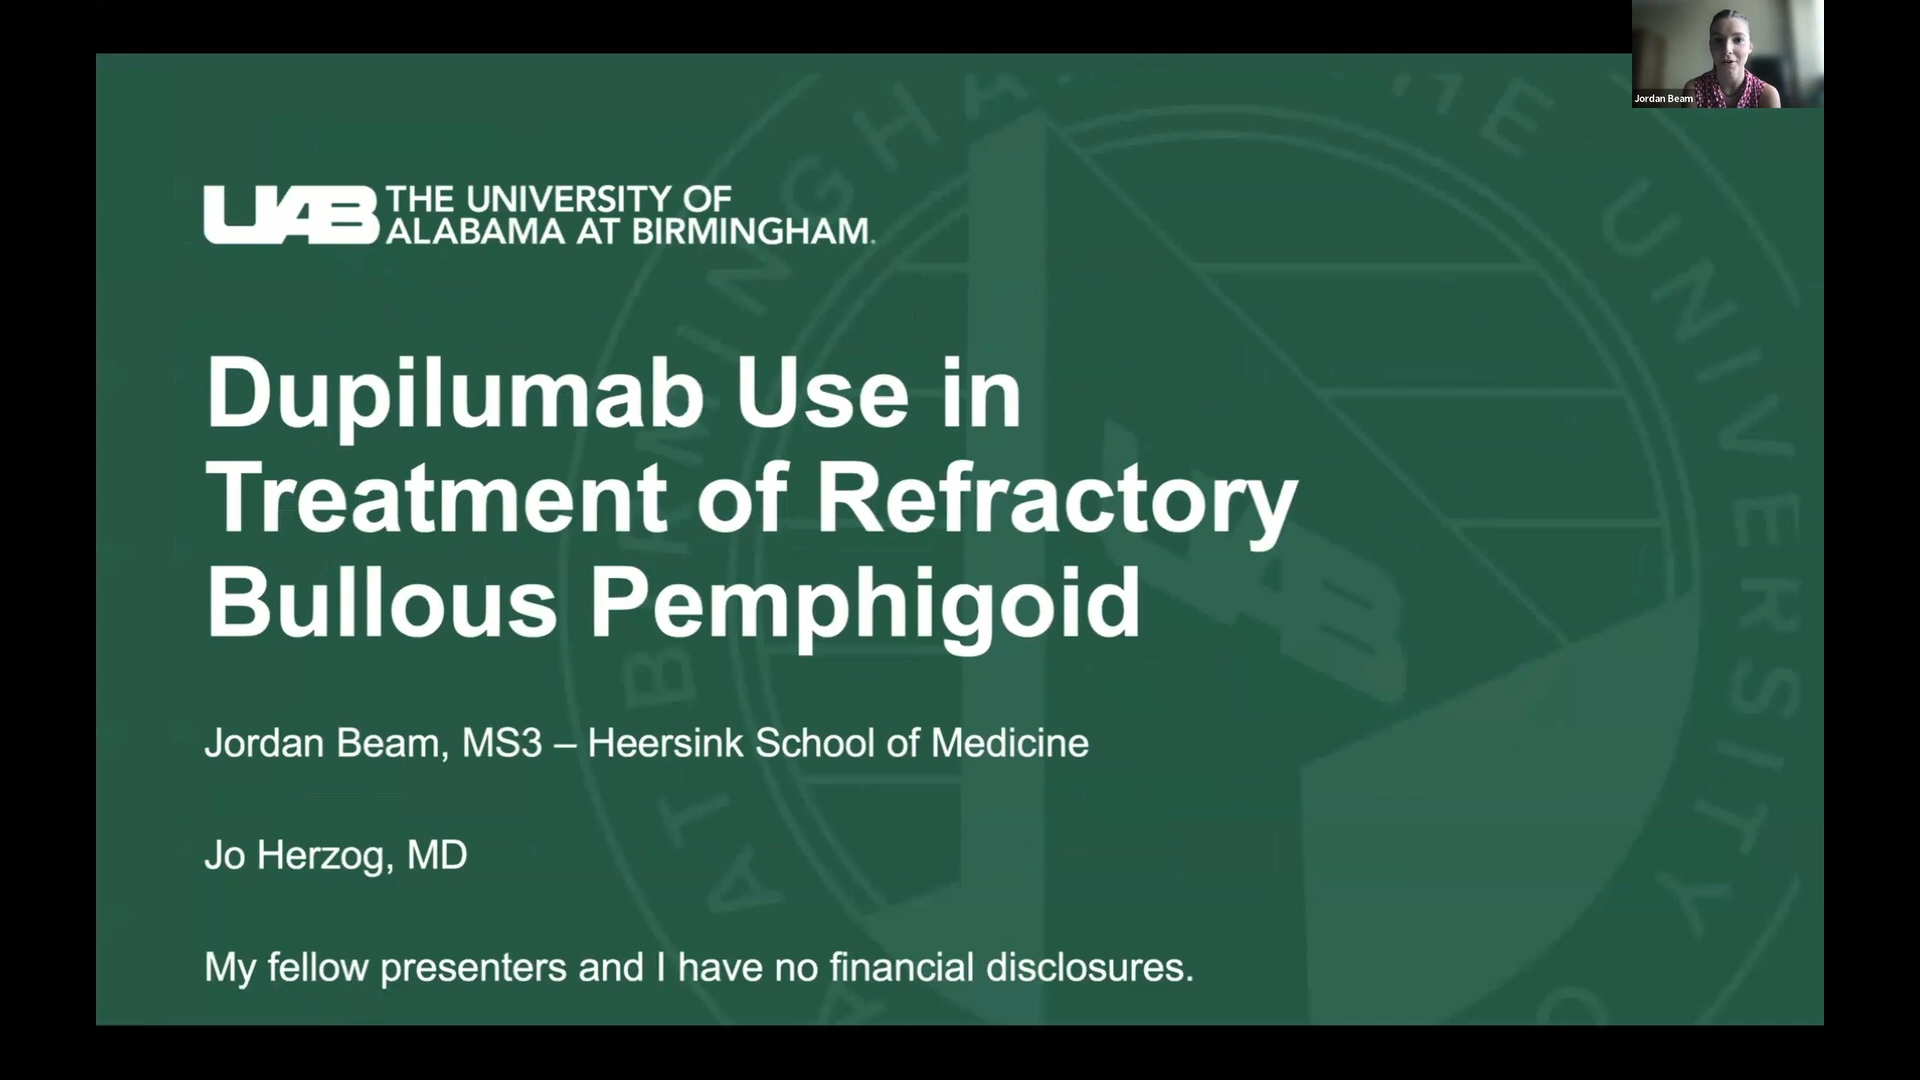 Jordan Beam
UAB THE UNIVERSITY OF
ALABAMA AT BIRMINGHAM.
Dupilumab Use in
Treatment of Refractory
Bullous Pemphigoid
Jordan Beam, MS3 – Heersink School of Medicine
Jo Herzog, MD
My fellow presenters and I have no financial disclosures.
UAB